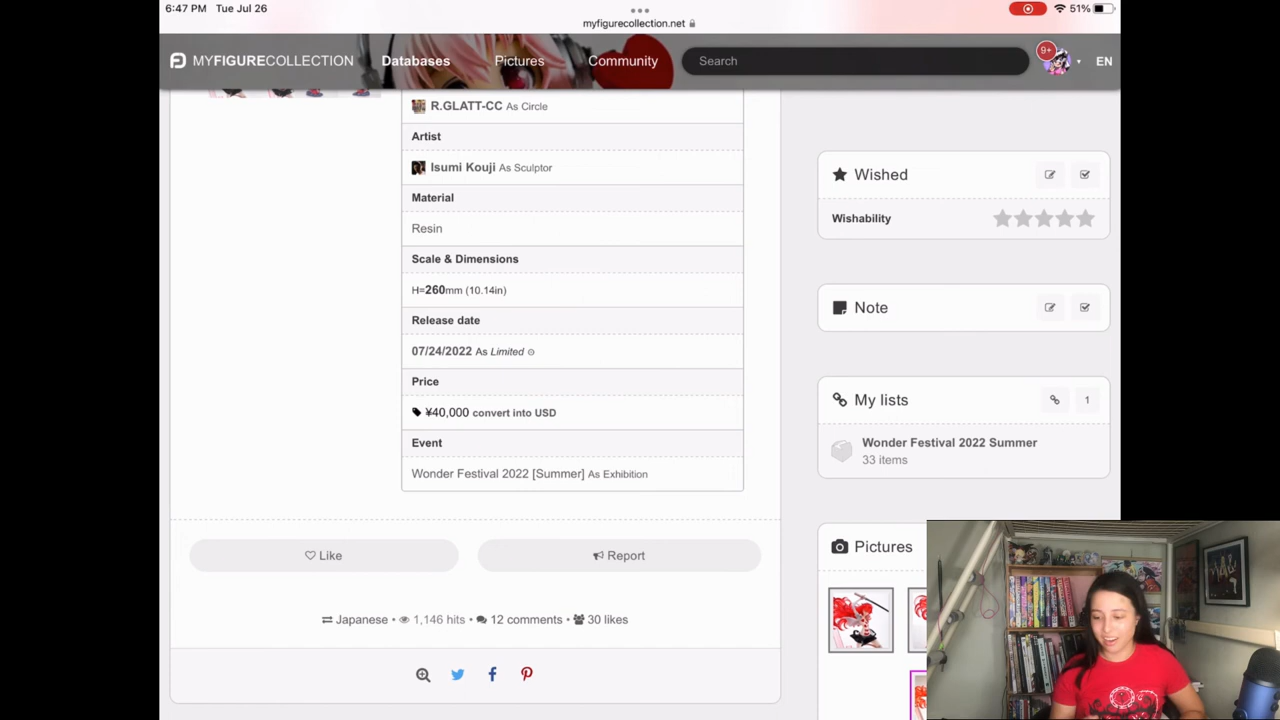 6:47 PM Tue Jul 26
51%
myfigurecollection.net
MYFIGURECOLLECTION
Databases
Pictures
Community
Search
9+
EN
R.GLATT-CC As Circle
Artist
Isumi Kouji As Sculptor
Material
Resin
Scale & Dimensions
H=260mm (10.14in)
Release date
07/24/2022 As Limited
Price
¥40,000 convert into USD
Event
Wonder Festival 2022 [Summer] As Exhibition
Like
Report
Japanese • 1,146 hits • 12 comments • 30 likes
Wished
Wishability
Note
My lists
1
Wonder Festival 2022 Summer
33 items
Pictures